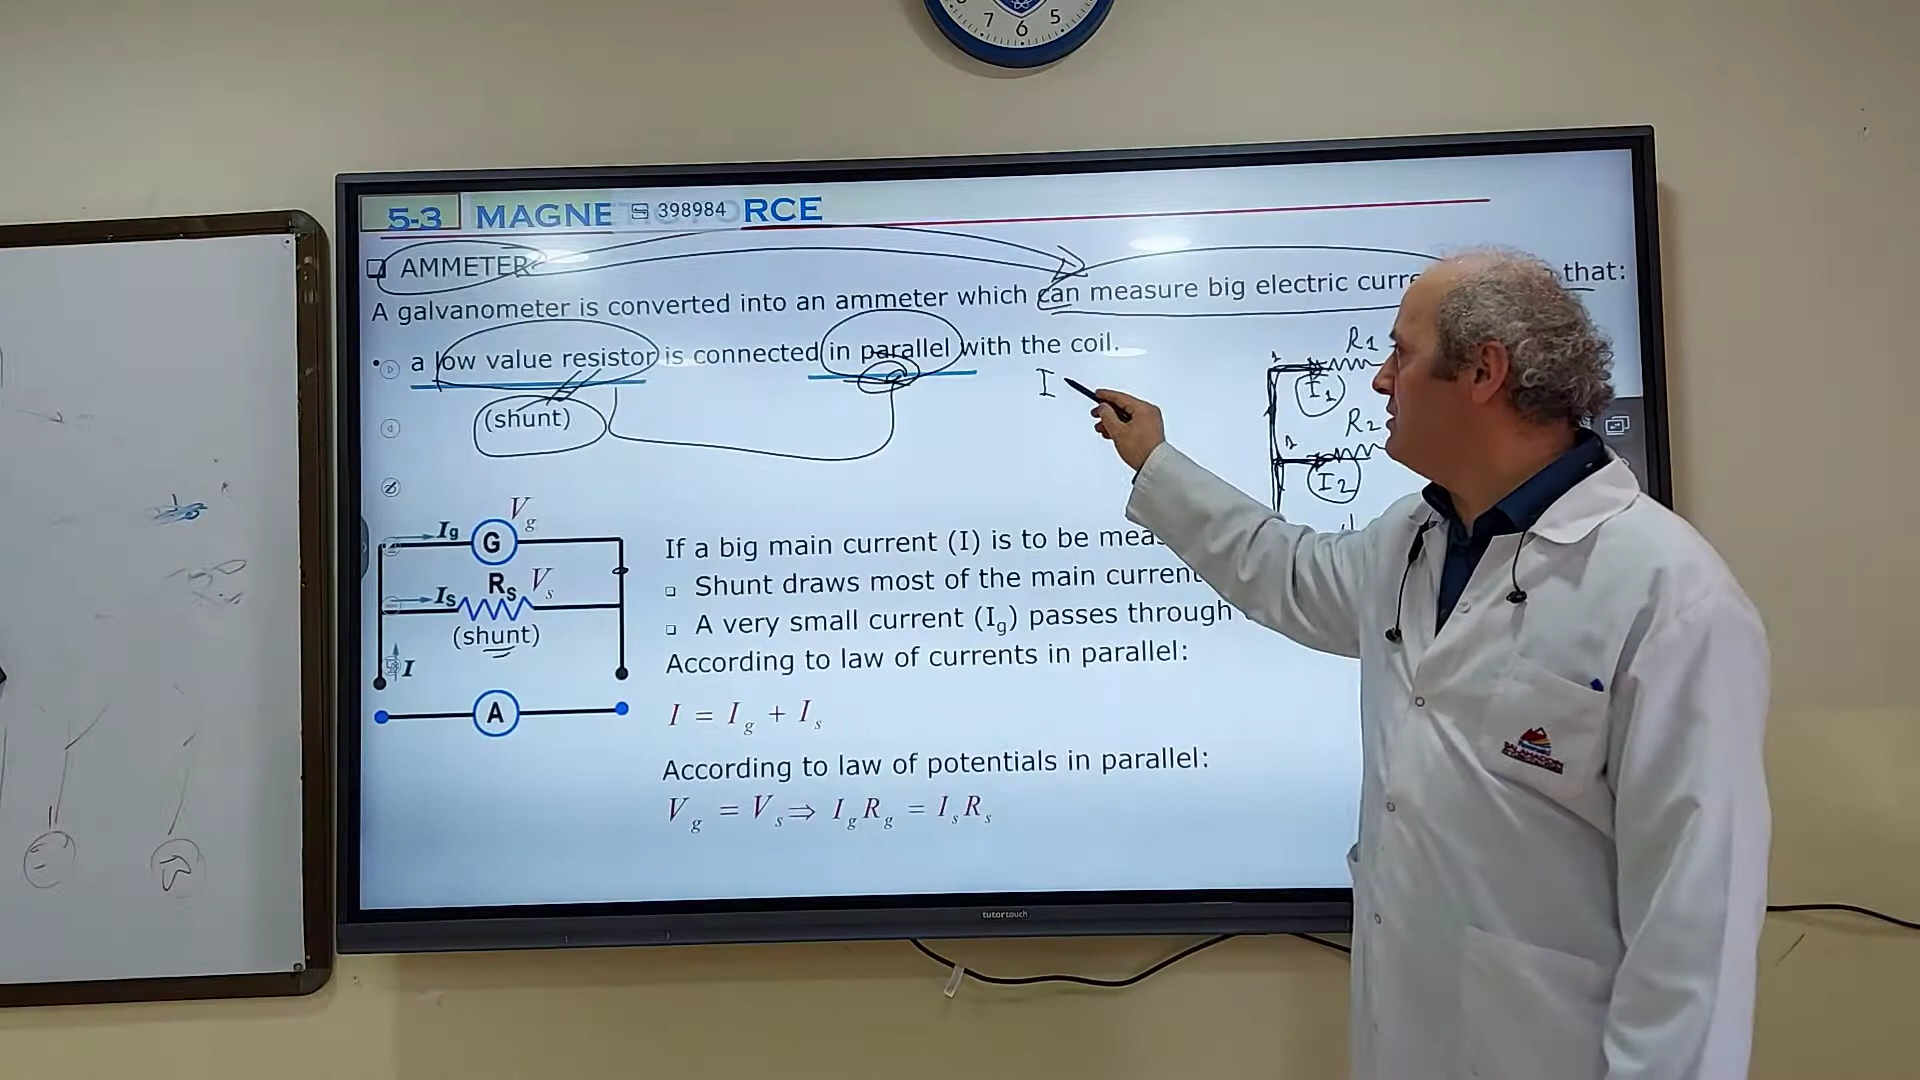 7 6 5
5-3 MAGNE 398984 RCE
AMMETER
A galvanometer is converted into an ammeter which can measure big electric curre that:
a low value resistor is connected in parallel with the coil.
(shunt)
I
R1
I1
R2
I2
Vg
Ig G
Rs Vs
Is
(shunt)
I
A
If a big main current (I) is to be meas
Shunt draws most of the main current
A very small current (Ig) passes through
According to law of currents in parallel:
I = Ig + Is
According to law of potentials in parallel:
Vg = Vs ⇒ IgRg = IsRs
tutortouch